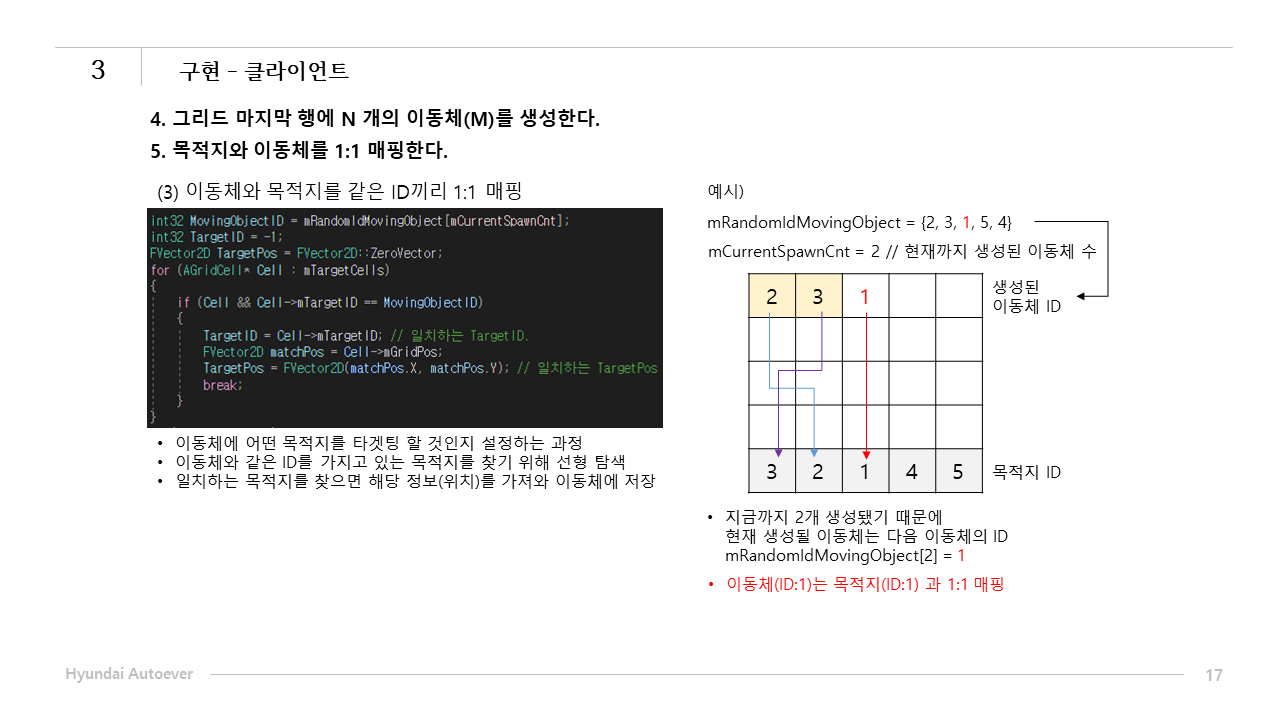 3
구현 – 클라이언트
4. 그리드 마지막 행에 N 개의 이동체(M)를 생성한다.
5. 목적지와 이동체를 1:1 매핑한다.
(3) 이동체와 목적지를 같은 ID끼리 1:1 매핑
int32 MovingObjectID = mRandomIdMovingObject[mCurrentSpawnCnt];
int32 TargetID = -1;
FVector2D TargetPos = FVector2D::ZeroVector;
for (AGridCell* Cell : mTargetCells)
{
if (Cell && Cell->mTargetID == MovingObjectID)
{
TargetID = Cell->mTargetID; // 일치하는 TargetID.
FVector2D matchPos = Cell->mGridPos;
TargetPos = FVector2D(matchPos.X, matchPos.Y); // 일치하는 TargetPos
break;
}
}
• 이동체에 어떤 목적지를 타겟팅 할 것인지 설정하는 과정
• 이동체와 같은 ID를 가지고 있는 목적지를 찾기 위해 선형 탐색
• 일치하는 목적지를 찾으면 해당 정보(위치)를 가져와 이동체에 저장
예시)
mRandomIdMovingObject = {2, 3, 1, 5, 4}
mCurrentSpawnCnt = 2 // 현재까지 생성된 이동체 수
2 3 1
생성된
이동체 ID
3 2 1 4 5
목적지 ID
• 지금까지 2개 생성됐기 때문에
현재 생성될 이동체는 다음 이동체의 ID
mRandomIdMovingObject[2] = 1
• 이동체(ID:1)는 목적지(ID:1) 과 1:1 매핑
Hyundai Autoever
17